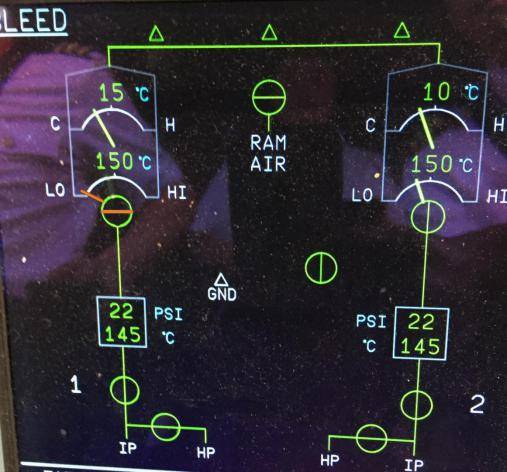 BLEED
15 °C
10 °C
C H
RAM
AIR
C H
150 °C
150 °C
LO HI
LO HI
GND
22 PSI
145 °C
PSI 22
°C 145
1
2
IP HP
HP IP